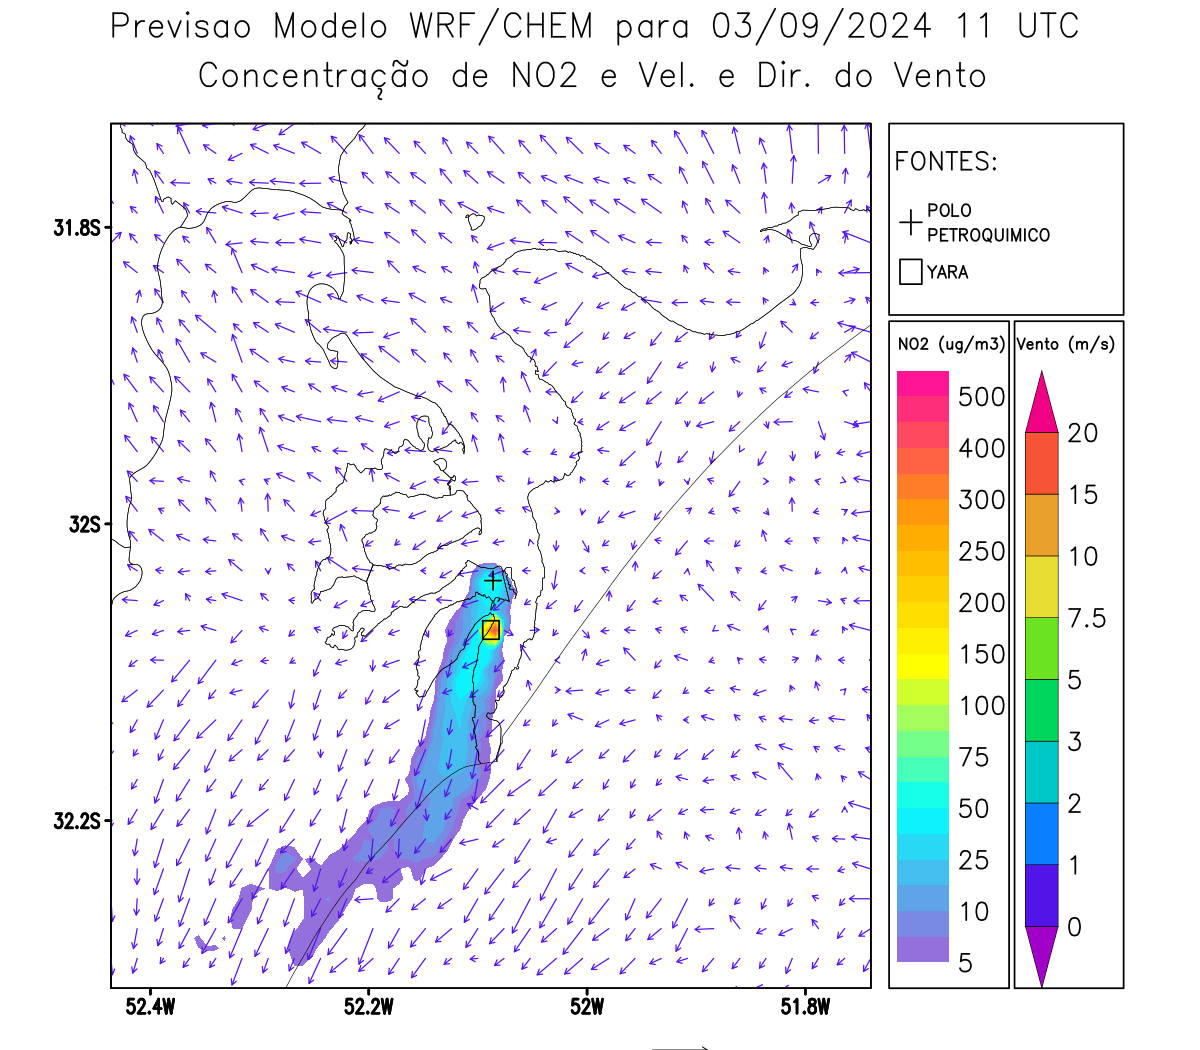 Previsao Modelo WRF/CHEM para 03/09/2024 11 UTC
Concentração de NO2 e Vel. e Dir. do Vento
FONTES:
POLO
PETROQUIMICO
YARA
NO2 (ug/m3)
500
400
300
250
200
150
100
75
50
25
10
5
Vento (m/s)
20
15
10
7.5
5
3
2
1
0
31.8S
32S
32.2S
52.4W
52.2W
52W
51.8W